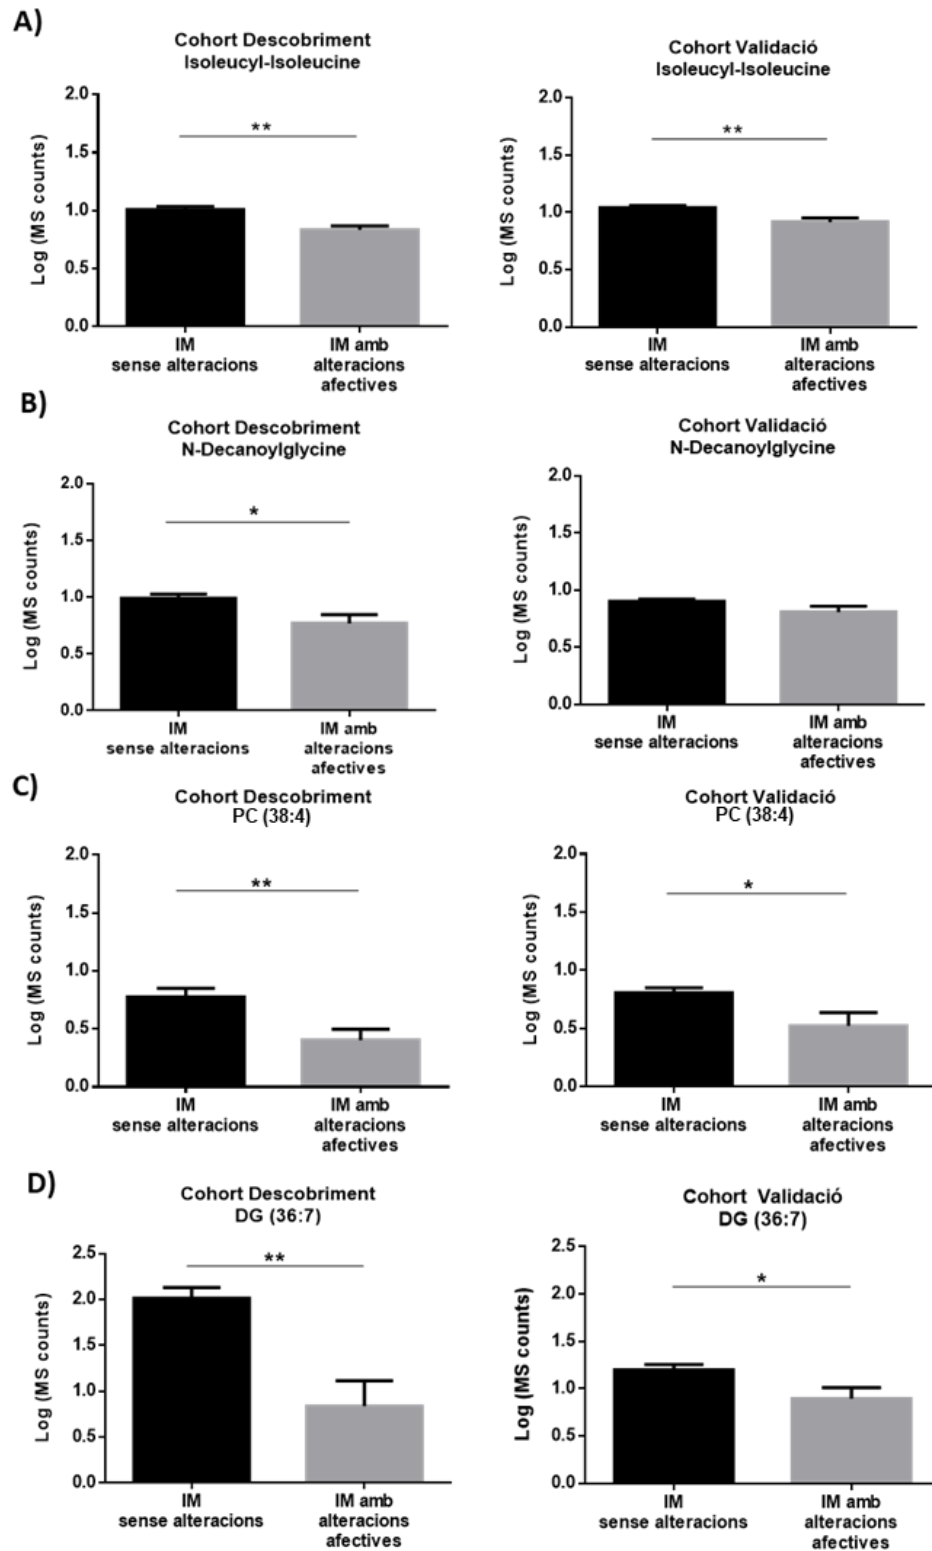 A)
Cohort Descobriment
Isoleucyl-Isoleucine
Log (MS counts)
2.0
1.5
1.0
0.5
0.0
**
IM
sense alteracions
IM amb
alteracions
afectives
Cohort Validació
Isoleucyl-Isoleucine
Log (MS counts)
2.0
1.5
1.0
0.5
0.0
**
IM
sense alteracions
IM amb
alteracions
afectives
B)
Cohort Descobriment
N-Decanoylglycine
Log (MS counts)
2.0
1.5
1.0
0.5
0.0
*
IM
sense alteracions
IM amb
alteracions
afectives
Cohort Validació
N-Decanoylglycine
Log (MS counts)
2.0
1.5
1.0
0.5
0.0
IM
sense alteracions
IM amb
alteracions
afectives
C)
Cohort Descobriment
PC (38:4)
Log (MS counts)
2.0
1.5
1.0
0.5
0.0
**
IM
sense alteracions
IM amb
alteracions
afectives
Cohort Validació
PC (38:4)
Log (MS counts)
2.0
1.5
1.0
0.5
0.0
*
IM
sense alteracions
IM amb
alteracions
afectives
D)
Cohort Descobriment
DG (36:7)
Log (MS counts)
2.5
2.0
1.5
1.0
0.5
0.0
**
IM
sense alteracions
IM amb
alteracions
afectives
Cohort Validació
DG (36:7)
Log (MS counts)
2.5
2.0
1.5
1.0
0.5
0.0
*
IM
sense alteracions
IM amb
alteracions
afectives